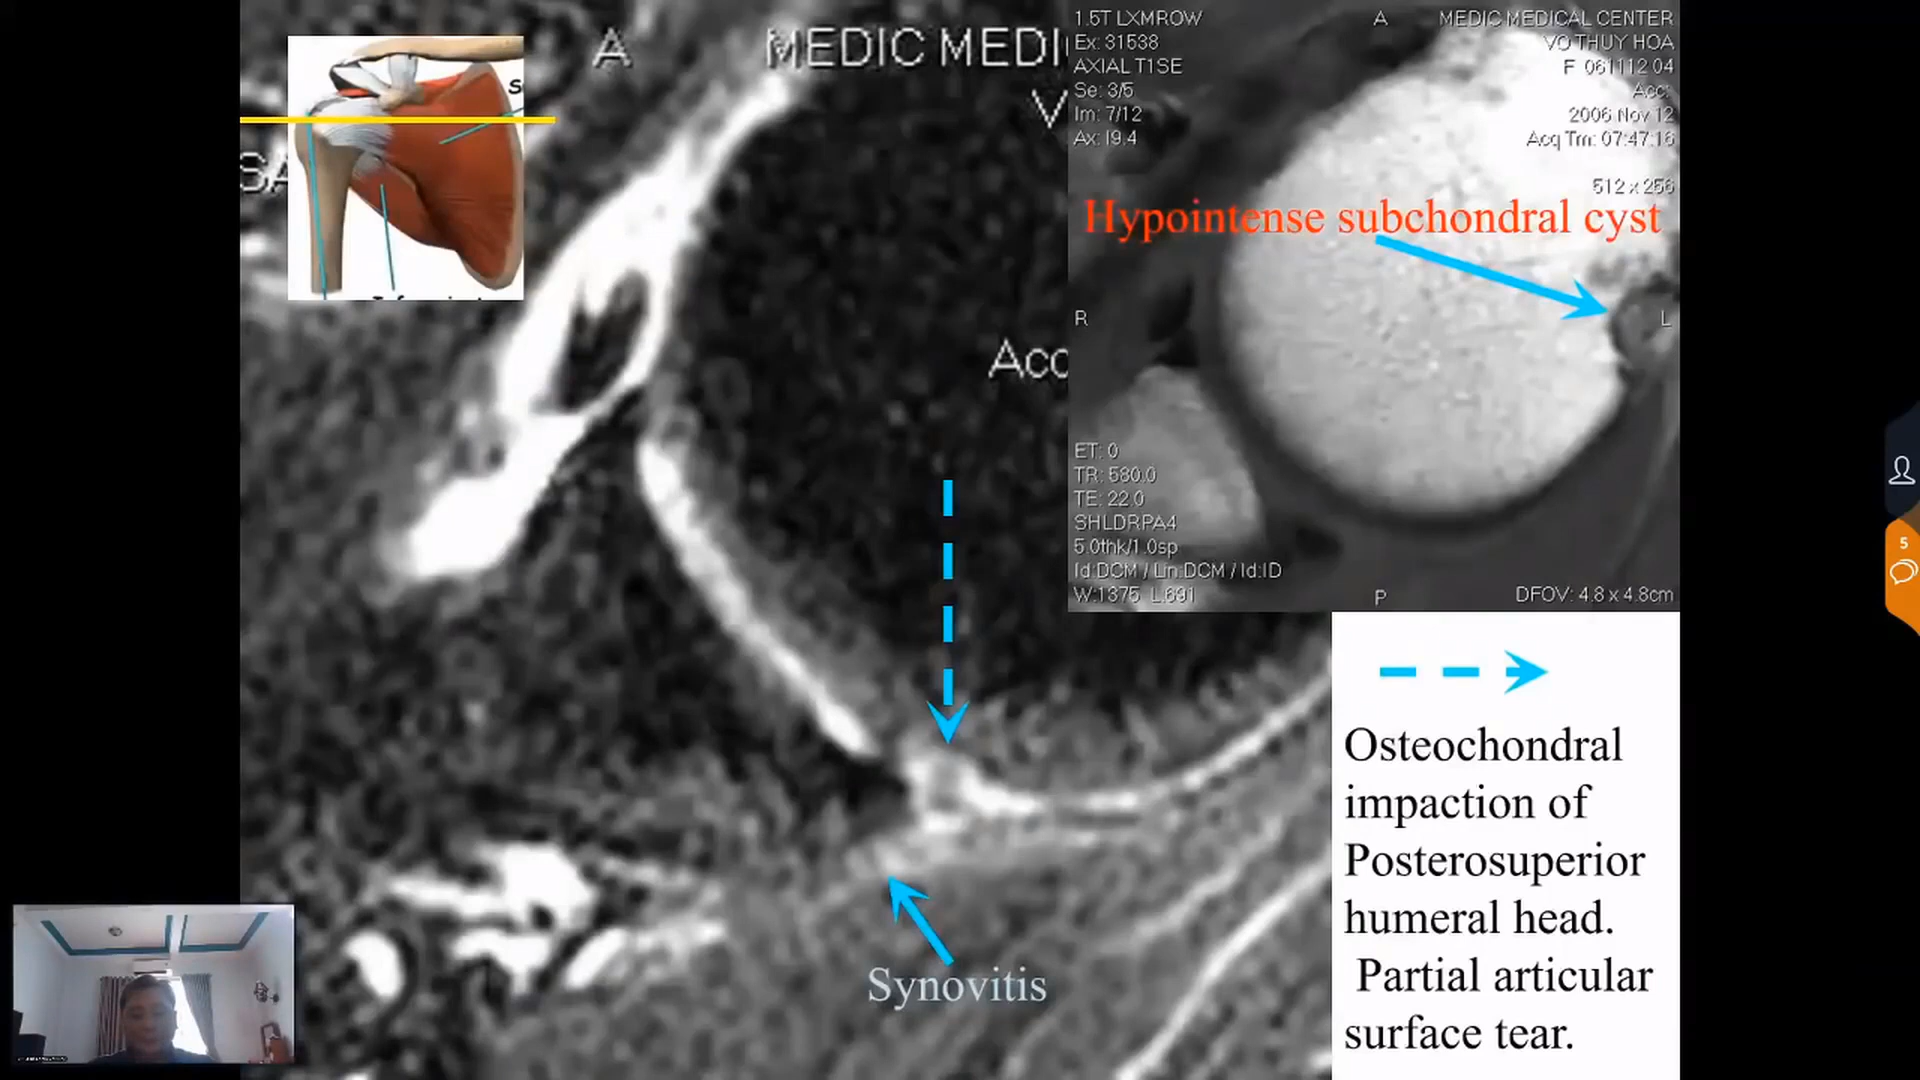 A
MEDIC MEDI
V
SA
Acc
1.5T LXMROW
Ex: 31538
AXIAL T1SE
Se: 3/5
Im: 7/12
Ax: I9.4
A
MEDIC MEDICAL CENTER
VO THUY HOA
F 061112 04
Acc:
2006 Nov 12
Acq Tm: 07:47:16
512 x 256
Hypointense subchondral cyst
R
L
ET: 0
TR: 580.0
TE: 22.0
SHLDRPA4
5.0thk/1.0sp
Id:DCM / Lin:DCM / Id:ID
W:1375 L:691
P
DFOV: 4.8 x 4.8cm
5
Osteochondral
impaction of
Posterosuperior
humeral head.
Partial articular
surface tear.
Synovitis